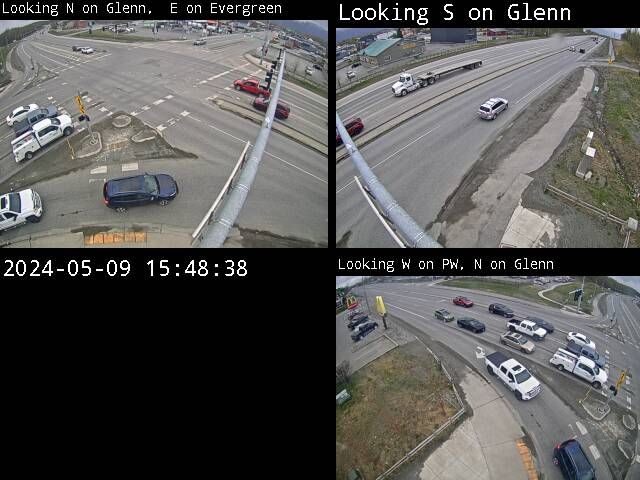 Looking N on Glenn,  E on Evergreen
Looking S on Glenn
2024-05-09 15:48:38
Looking W on PW, N on Glenn